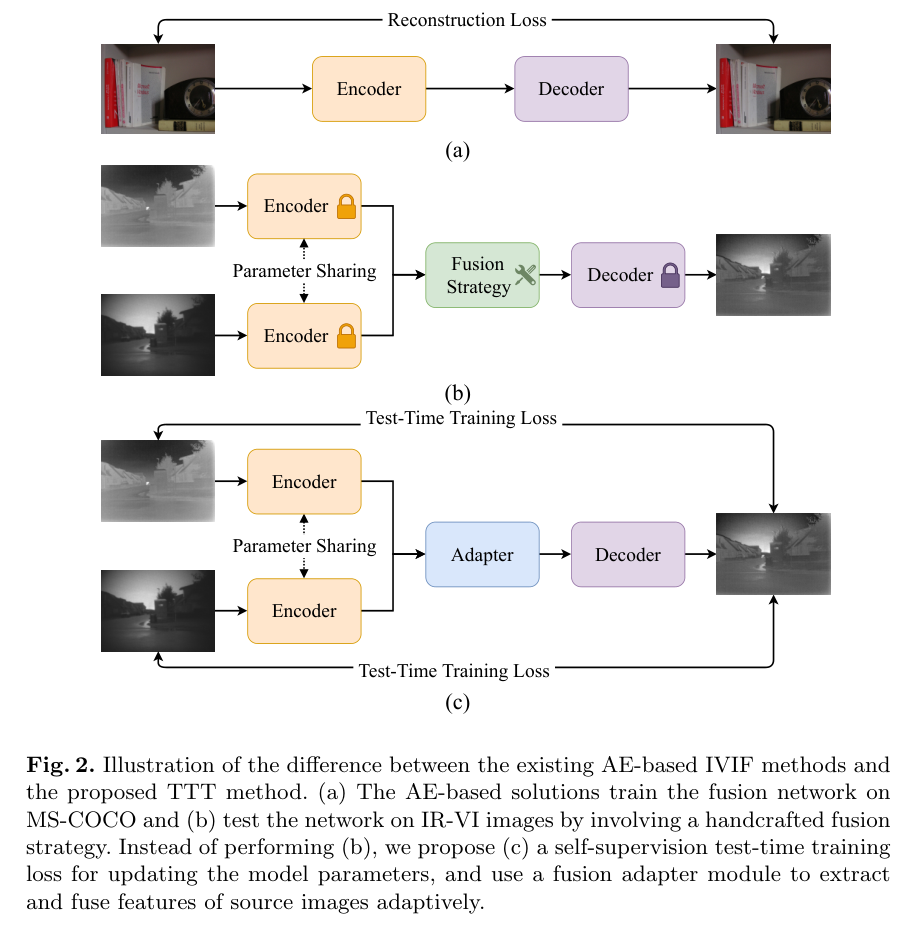 Reconstruction Loss
Encoder
Decoder
(a)
Encoder
Parameter Sharing
Encoder
Fusion
Strategy
Decoder
(b)
Test-Time Training Loss
Encoder
Parameter Sharing
Encoder
Adapter
Decoder
Test-Time Training Loss
(c)
Fig. 2. Illustration of the difference between the existing AE-based IVIF methods and
the proposed TTT method. (a) The AE-based solutions train the fusion network on
MS-COCO and (b) test the network on IR-VI images by involving a handcrafted fusion
strategy. Instead of performing (b), we propose (c) a self-supervision test-time training
loss for updating the model parameters, and use a fusion adapter module to extract
and fuse features of source images adaptively.